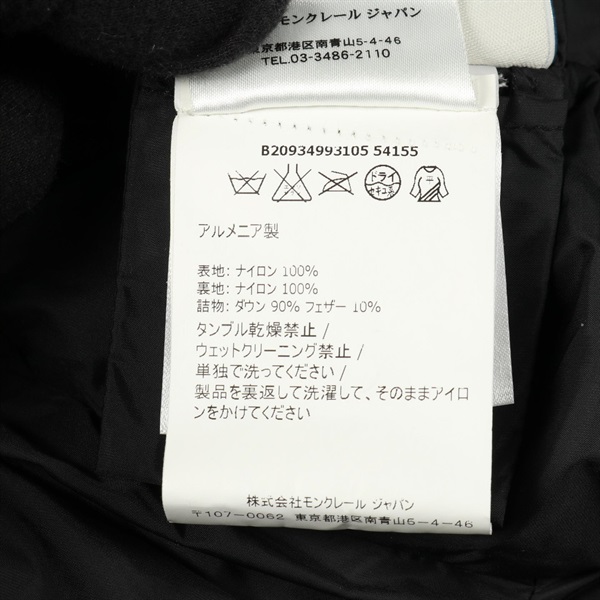 モンクレール ジャパン
東京都港区南青山5-4-46
TEL.03-3486-2110
B20934993105 54155
ドライ
セキユ系
アルメニア製
表地: ナイロン 100%
裏地: ナイロン 100%
詰物: ダウン 90% フェザー 10%
タンブル乾燥禁止 /
ウェットクリーニング禁止 /
単独で洗ってください /
製品を裏返して洗濯して、そのままアイロ
ンをかけてください
株式会社モンクレール ジャパン
〒107-0062 東京都港区南青山5-4-46